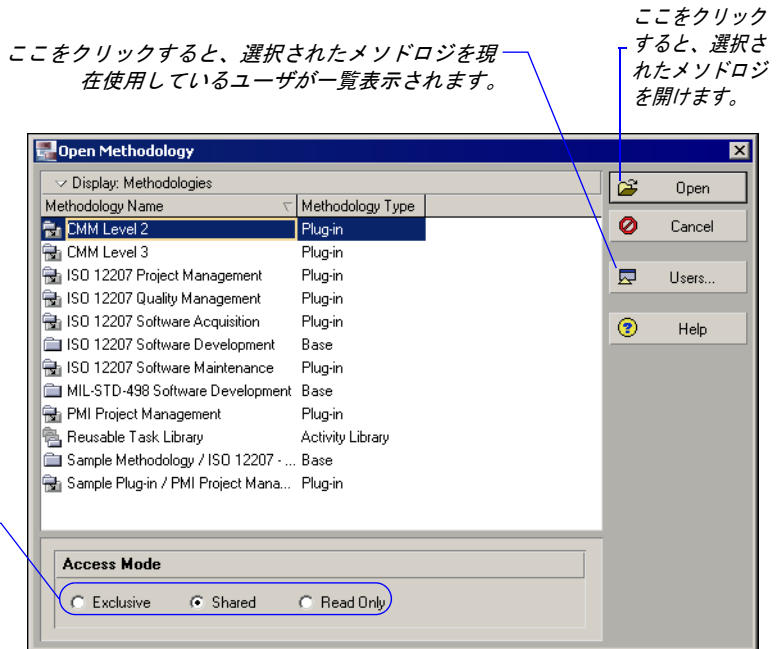 ここをクリックすると、選択されたメソドロジを現
在使用しているユーザが一覧表示されます。
ここをクリック
すると、選択さ
れたメソドロジ
を開けます。
Open Methodology
Display: Methodologies
Methodology Name Methodology Type
CMM Level 2 Plug-in
CMM Level 3 Plug-in
ISO 12207 Project Management Plug-in
ISO 12207 Quality Management Plug-in
ISO 12207 Software Acquisition Plug-in
ISO 12207 Software Development Base
ISO 12207 Software Maintenance Plug-in
MIL-STD-498 Software Development Base
PMI Project Management Plug-in
Reusable Task Library Activity Library
Sample Methodology / ISO 12207 - ... Base
Sample Plug-in / PMI Project Mana... Plug-in
Open
Cancel
Users...
Help
Access Mode
Exclusive Shared Read Only